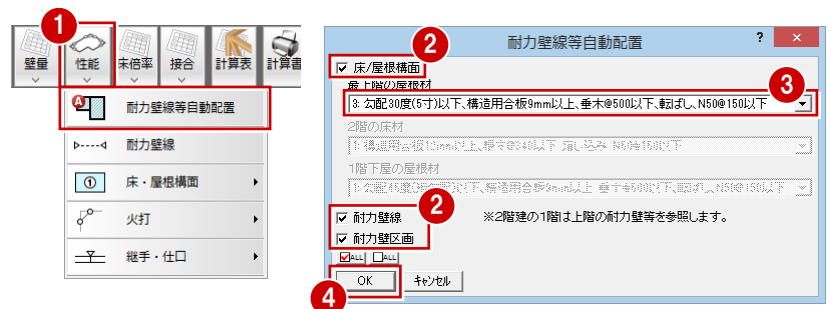 1
壁量 性能 床倍率 接合 計算表 計算書
耐力壁線等自動配置
耐力壁線
① 床・屋根構面
火打
継手・仕口
耐力壁線等自動配置 ? ×
2
床/屋根構面
最上階の屋根材
3
3: 勾配30度(5寸)以下、構造用合板9mm以上、垂木@500以下、転ばし、N50@150以下
2階の床材
1階下屋の屋根材
2
耐力壁線 ※2階建の1階は上階の耐力壁等を参照します。
耐力壁区画
ALL ALL
OK キャンセル
4